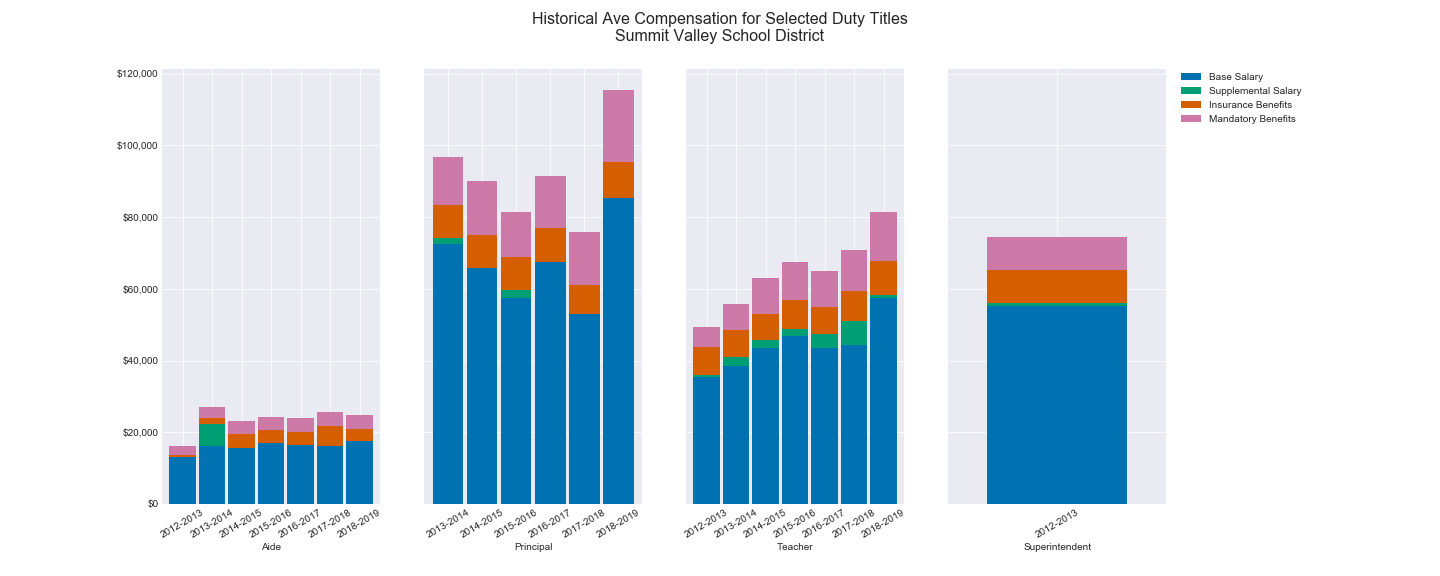 Historical Ave Compensation for Selected Duty Titles
Summit Valley School District
$120,000
$100,000
$80,000
$60,000
$40,000
$20,000
$0
2012-2013
2013-2014
2014-2015
2015-2016
2016-2017
2017-2018
2018-2019
Aide
2013-2014
2014-2015
2015-2016
2016-2017
2017-2018
2018-2019
Principal
2012-2013
2013-2014
2014-2015
2015-2016
2016-2017
2017-2018
2018-2019
Teacher
2012-2013
Superintendent
Base Salary
Supplemental Salary
Insurance Benefits
Mandatory Benefits